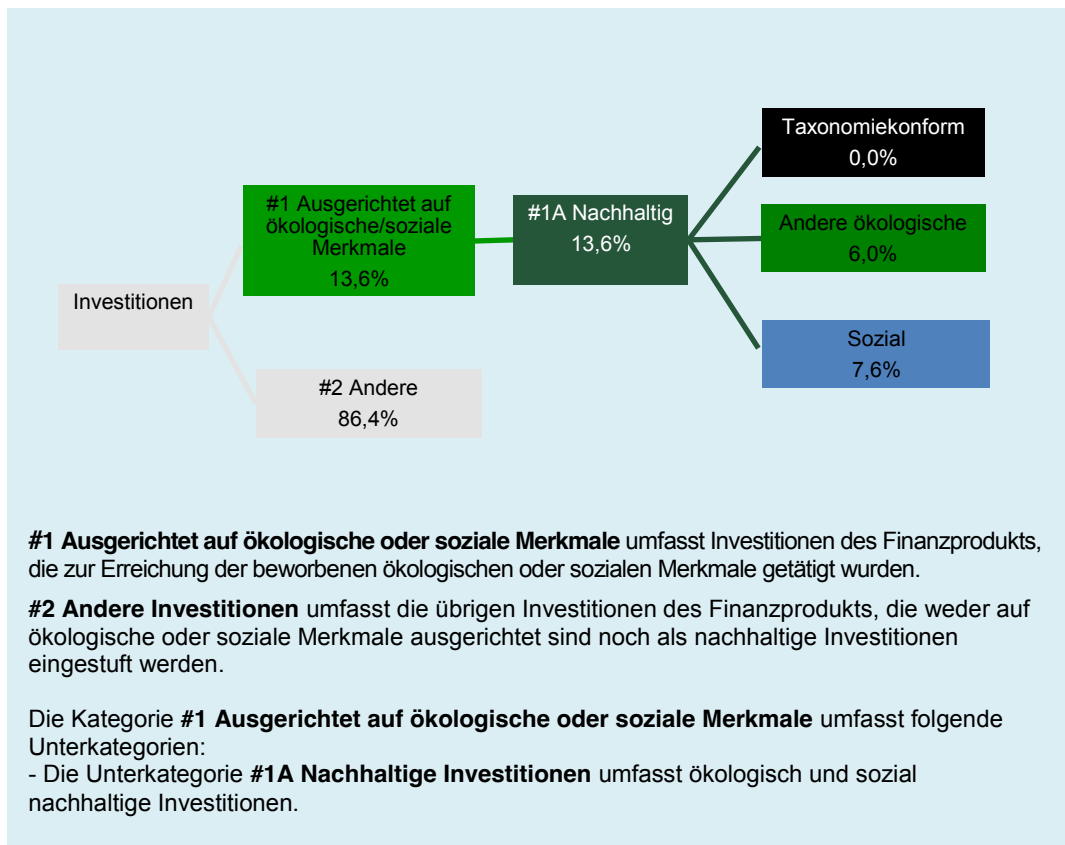 Taxonomiekonform
0,0%
#1 Ausgerichtet auf
ökologische/soziale
Merkmale
13,6%
#1A Nachhaltig
13,6%
Andere ökologische
6,0%
Investitionen
Sozial
7,6%
#2 Andere
86,4%
#1 Ausgerichtet auf ökologische oder soziale Merkmale umfasst Investitionen des Finanzprodukts,
die zur Erreichung der beworbenen ökologischen oder sozialen Merkmale getätigt wurden.
#2 Andere Investitionen umfasst die übrigen Investitionen des Finanzprodukts, die weder auf
ökologische oder soziale Merkmale ausgerichtet sind noch als nachhaltige Investitionen
eingestuft werden.
Die Kategorie #1 Ausgerichtet auf ökologische oder soziale Merkmale umfasst folgende
Unterkategorien:
- Die Unterkategorie #1A Nachhaltige Investitionen umfasst ökologisch und sozial
nachhaltige Investitionen.